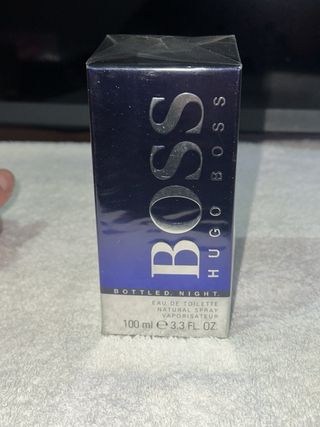 BOSS
HUGO BOSS
BOTTLED. NIGHT.
EAU DE TOILETTE
NATURAL SPRAY
VAPORISATEUR
100 ml ℮ 3.3 FL. OZ.